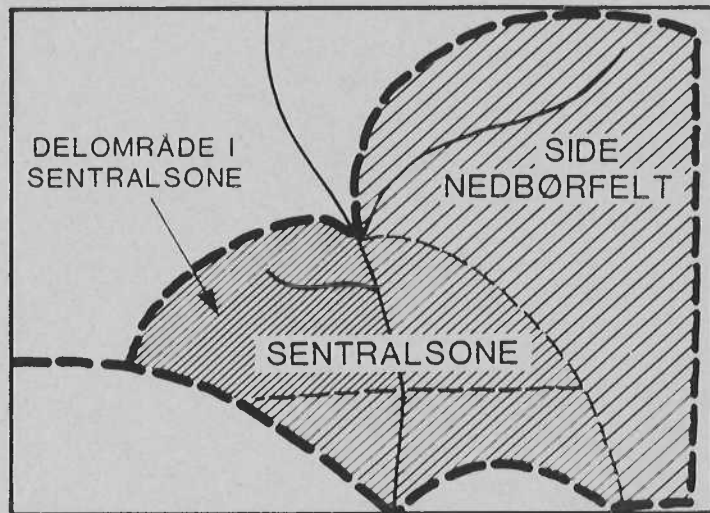 DELOMRÅDE I
SENTRALSONE
SIDE
NEDBØRFELT
SENTRALSONE